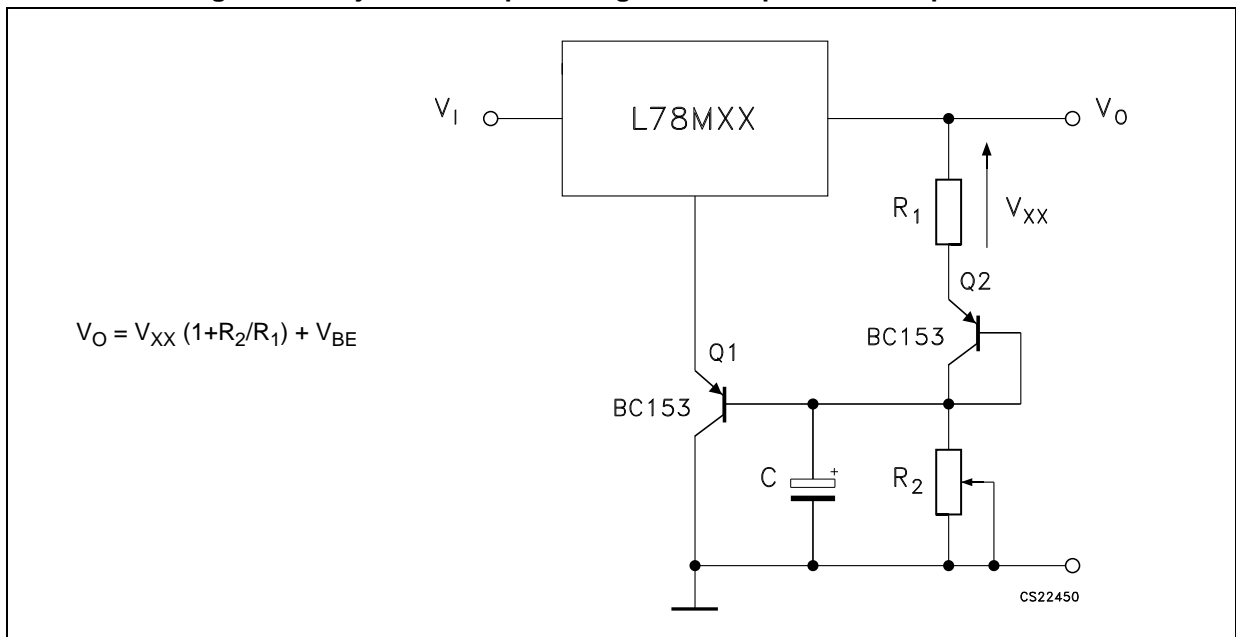 L78MXX
V_I
V_O
R_1
V_XX
Q2
BC153
V_O = V_XX (1+R_2/R_1) + V_BE
Q1
BC153
C
+
R_2
CS22450